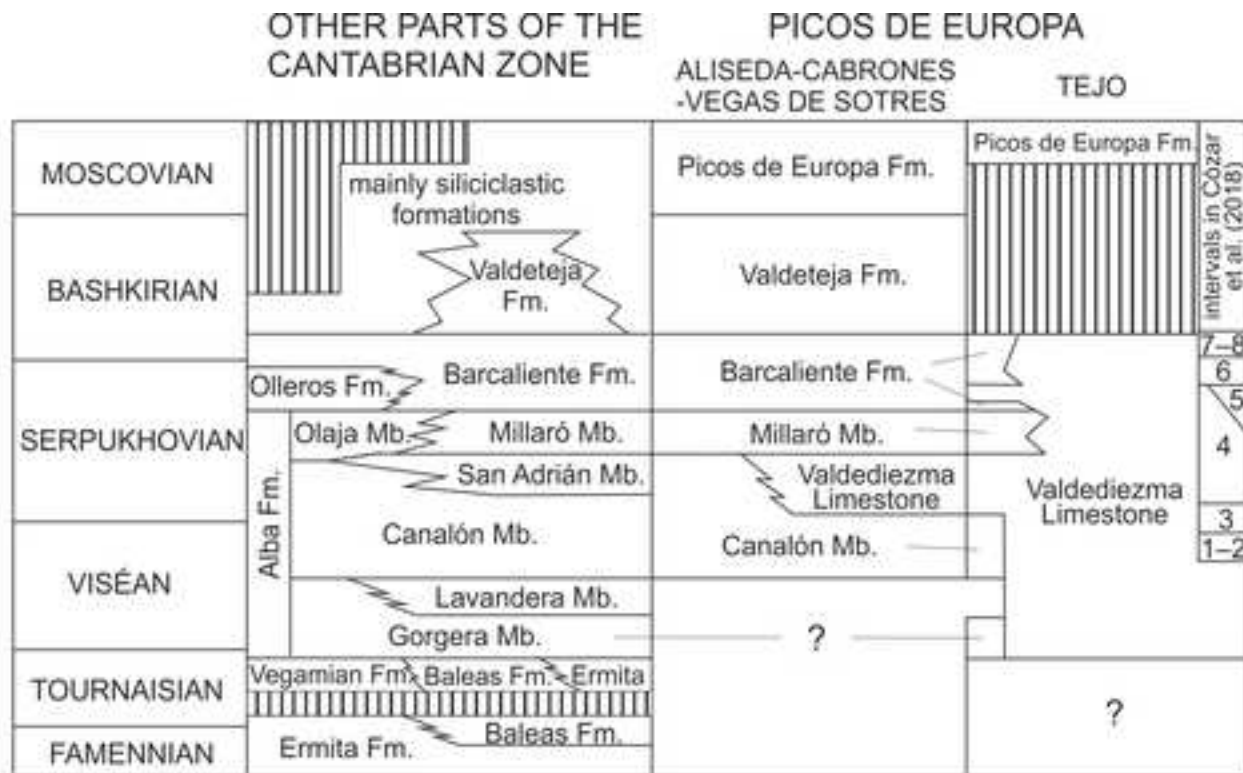 OTHER PARTS OF THE
CANTABRIAN ZONE
PICOS DE EUROPA
ALISEDA-CABRONES
-VEGAS DE SOTRES
TEJO
MOSCOVIAN
BASHKIRIAN
SERPUKHOVIAN
VISÉAN
TOURNAISIAN
FAMENNIAN
mainly siliciclastic
formations
Valdeteja
Fm.
Olleros Fm.
Barcaliente Fm.
Alba Fm.
Olaja Mb.
Millaró Mb.
San Adrián Mb.
Canalón Mb.
Lavandera Mb.
Gorgera Mb.
Vegamian Fm.
Baleas Fm.
Ermita
Ermita Fm.
Baleas Fm.
Picos de Europa Fm.
Valdeteja Fm.
Barcaliente Fm.
Millaró Mb.
Valdediezma
Limestone
Canalón Mb.
?
Picos de Europa Fm.
Valdediezma
Limestone
?
intervals in Cózar
et al. (2018)
7–8
6
5
4
3
1–2